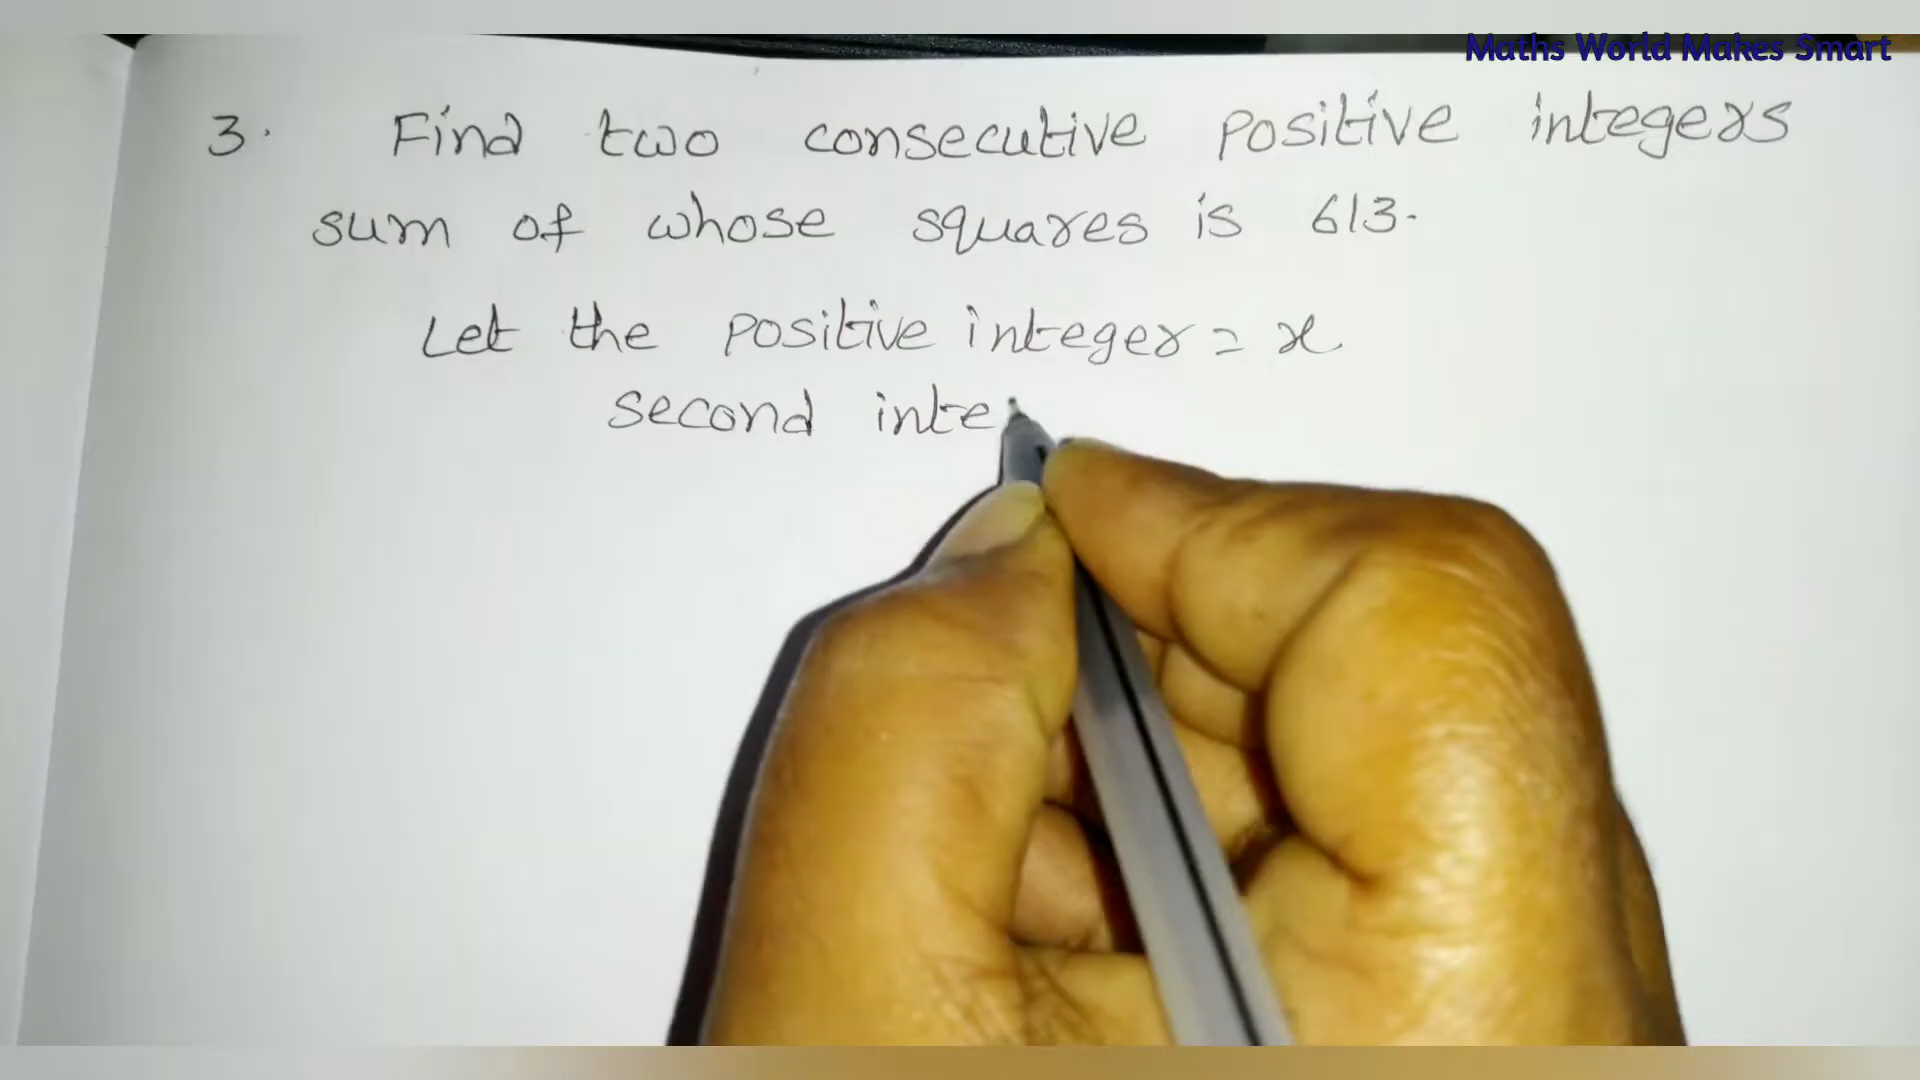 Maths World Makes Smart
3. Find two consecutive positive integers
sum of whose squares is 613.
Let the positive integer = x
second inte